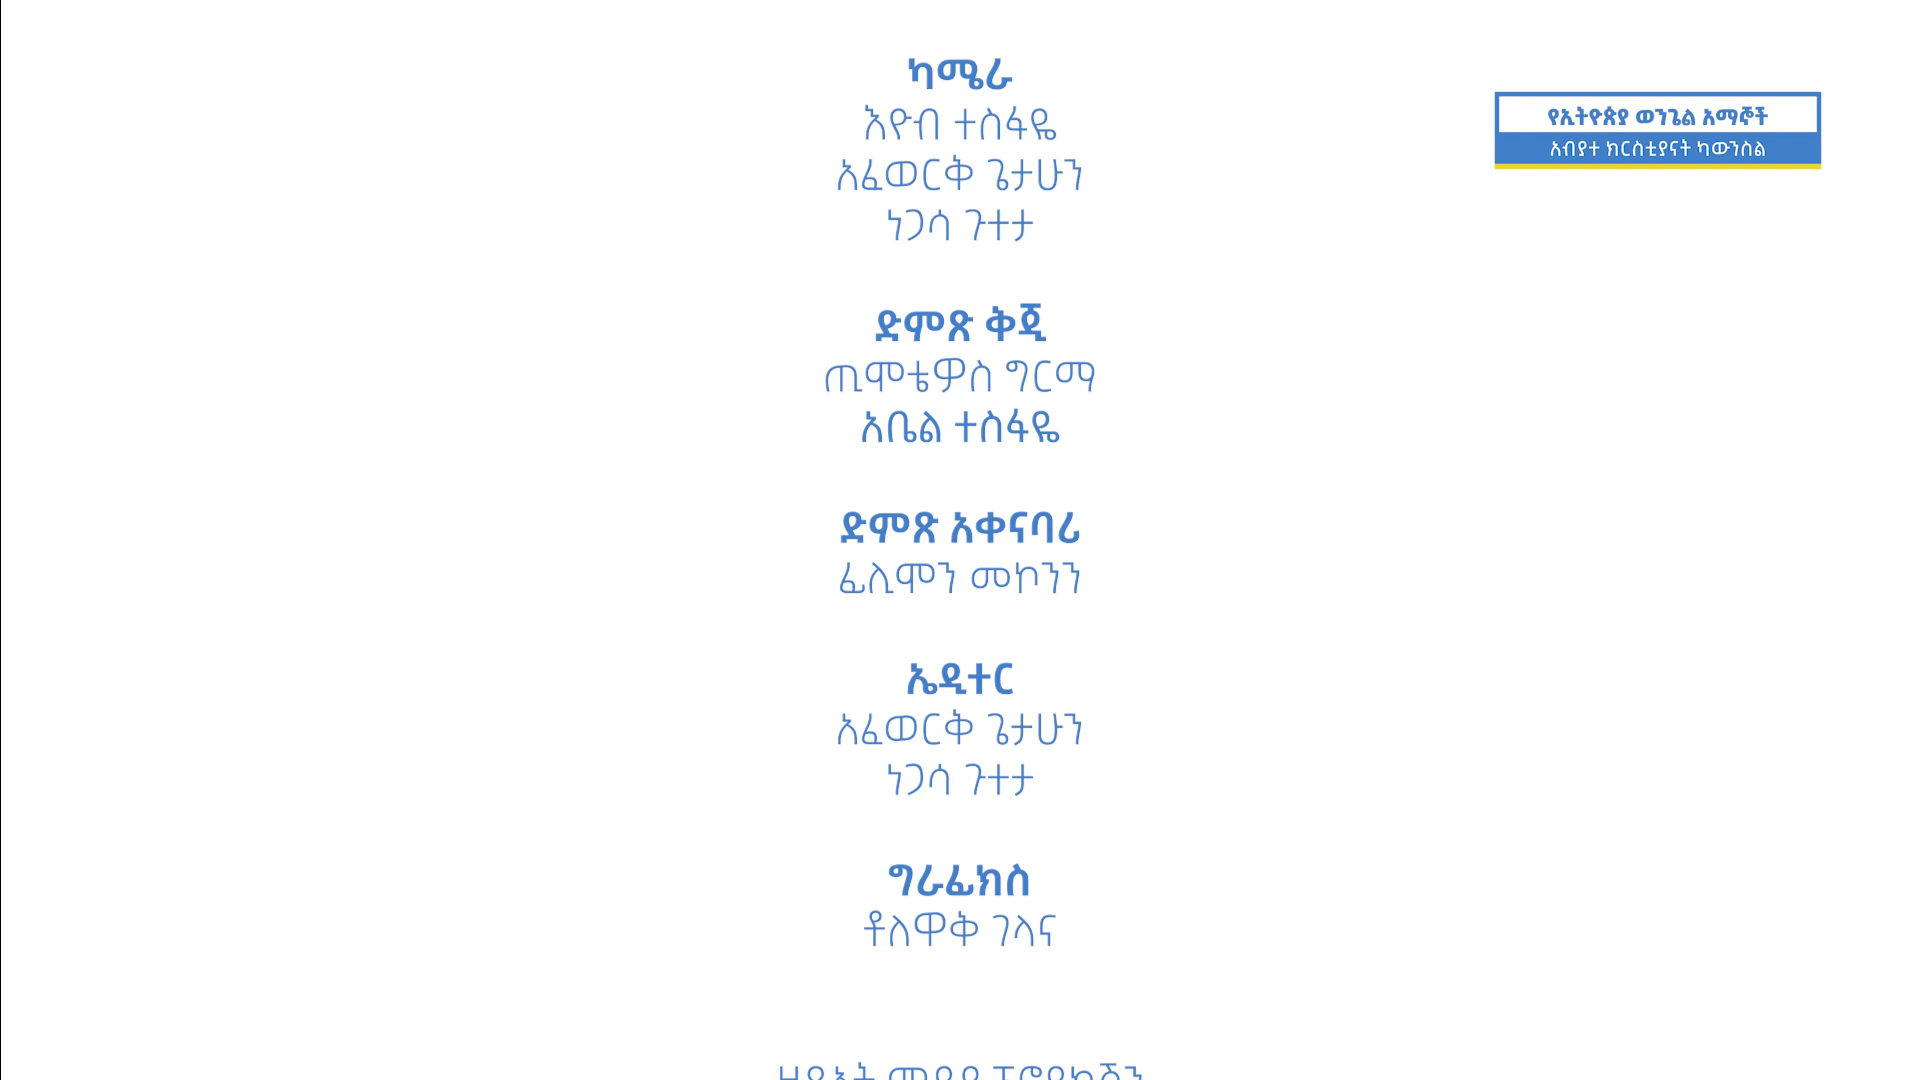 ካሜራ
እዮብ ተስፋዬ
አፈወርቅ ጌታሁን
ነጋሳ ጉተታ
ድምጽ ቅጂ
ጢሞቴዎስ ግርማ
አቤል ተስፋዬ
ድምጽ አቀናባሪ
ፊሊሞን መኮንን
ኤዲተር
አፈወርቅ ጌታሁን
ነጋሳ ጉተታ
ግራፊክስ
ቶለዋቅ ገላና
የኢትዮጵያ ወንጌል አማኞች
አብያተ ክርስቲያናት ካውንስል